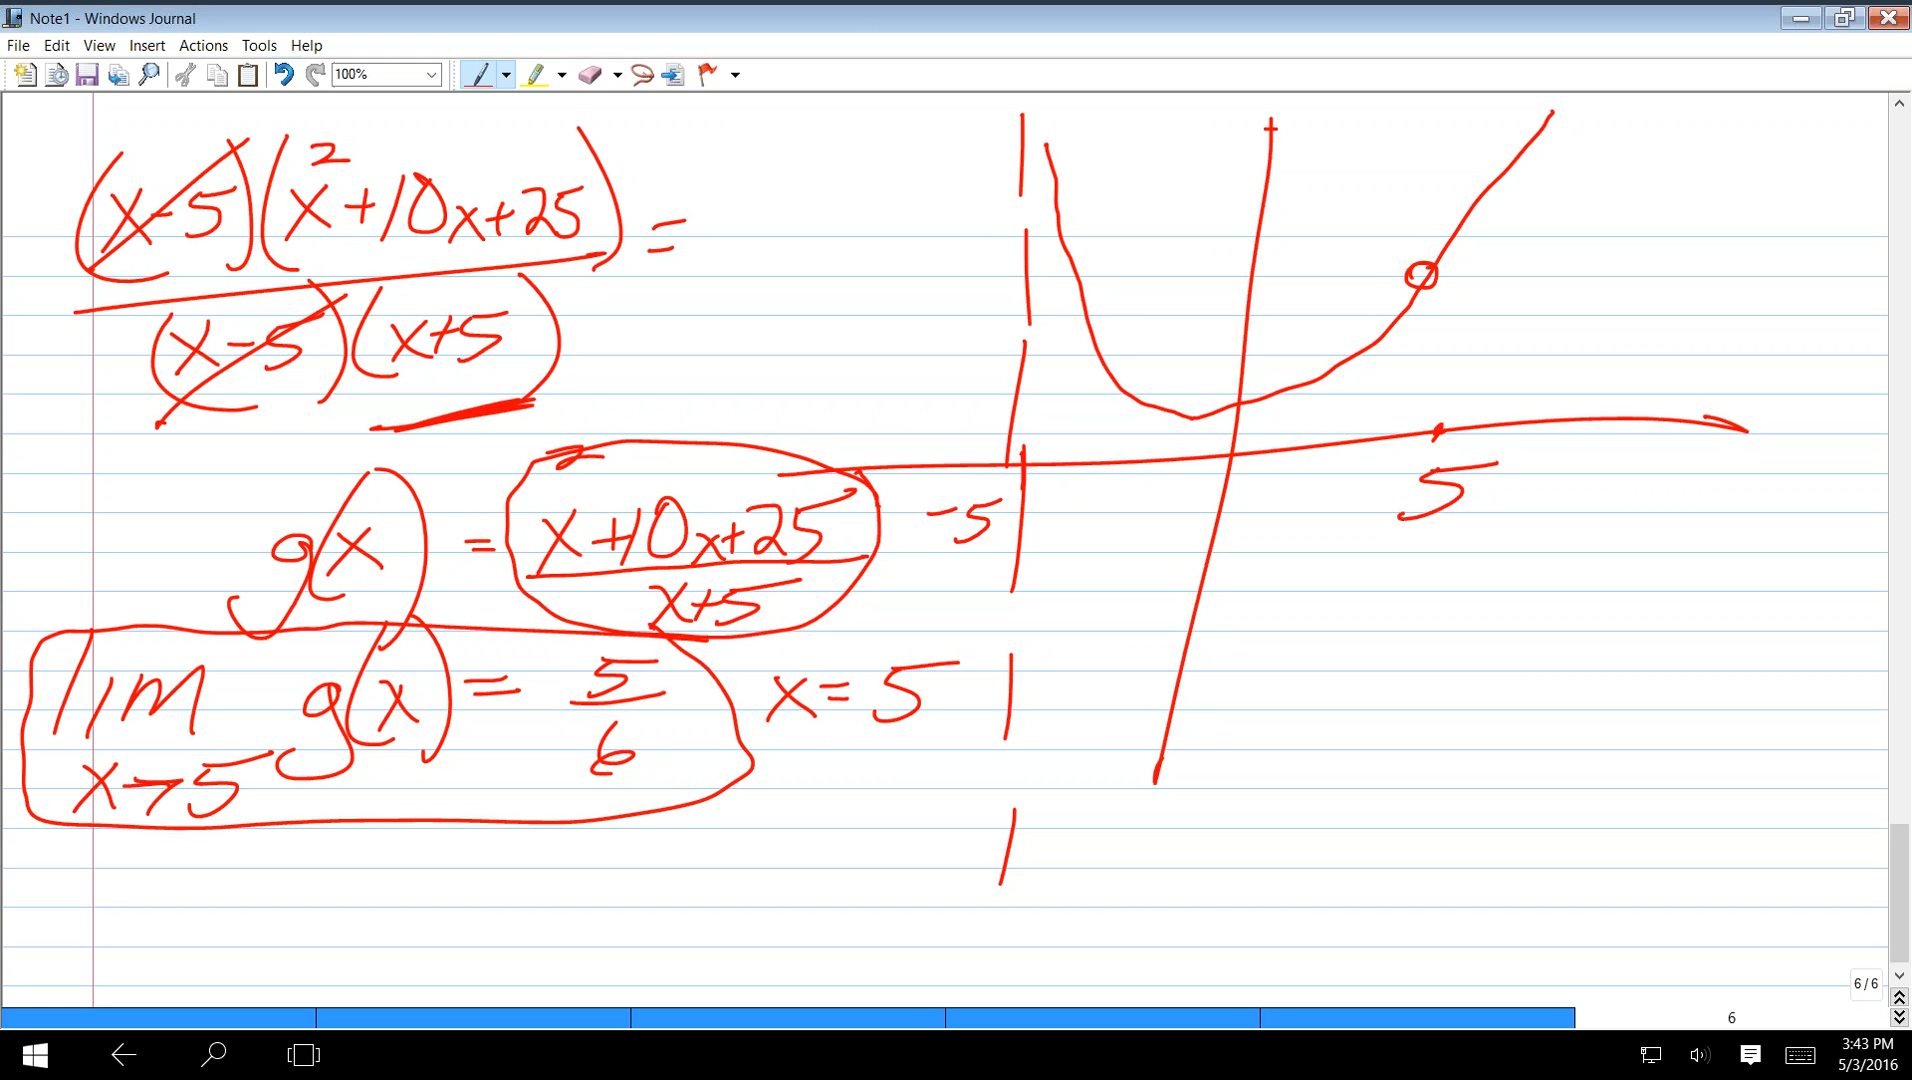 Note1 - Windows Journal
File Edit View Insert Actions Tools Help
100%
(x-5)(x²+10x+25) =
(x-5)(x+5)
g(x) = x²+10x+25
x+5
-5
5
lim g(x) = 5/6
x→5
x=5
6 / 6
6
3:43 PM
5/3/2016